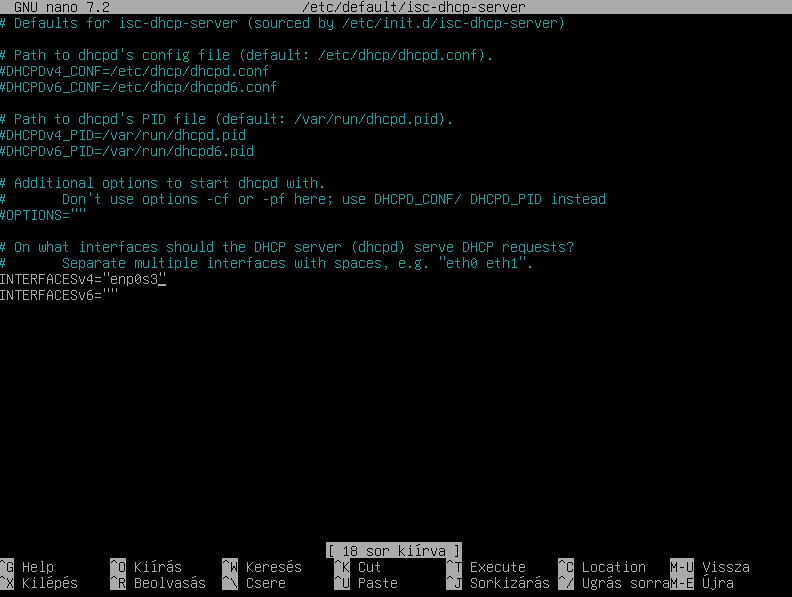 GNU nano 7.2 /etc/default/isc-dhcp-server
# Defaults for isc-dhcp-server (sourced by /etc/init.d/isc-dhcp-server)
# Path to dhcpd's config file (default: /etc/dhcp/dhcpd.conf).
#DHCPDv4_CONF=/etc/dhcp/dhcpd.conf
#DHCPDv6_CONF=/etc/dhcp/dhcpd6.conf
# Path to dhcpd's PID file (default: /var/run/dhcpd.pid).
#DHCPDv4_PID=/var/run/dhcpd.pid
#DHCPDv6_PID=/var/run/dhcpd6.pid
# Additional options to start dhcpd with.
#       Don't use options -cf or -pf here; use DHCPD_CONF/ DHCPD_PID instead
#OPTIONS=""
# On what interfaces should the DHCP server (dhcpd) serve DHCP requests?
#       Separate multiple interfaces with spaces, e.g. "eth0 eth1".
INTERFACESv4="enp0s3"
INTERFACESv6=""
[ 18 sor kiírva ]
^G Help ^O Kiírás ^W Keresés ^K Cut ^T Execute ^C Location M-U Vissza
^X Kilépés ^R Beolvasás ^\ Csere ^U Paste ^J Sorkizárás ^/ Ugrás sorra M-E Újra